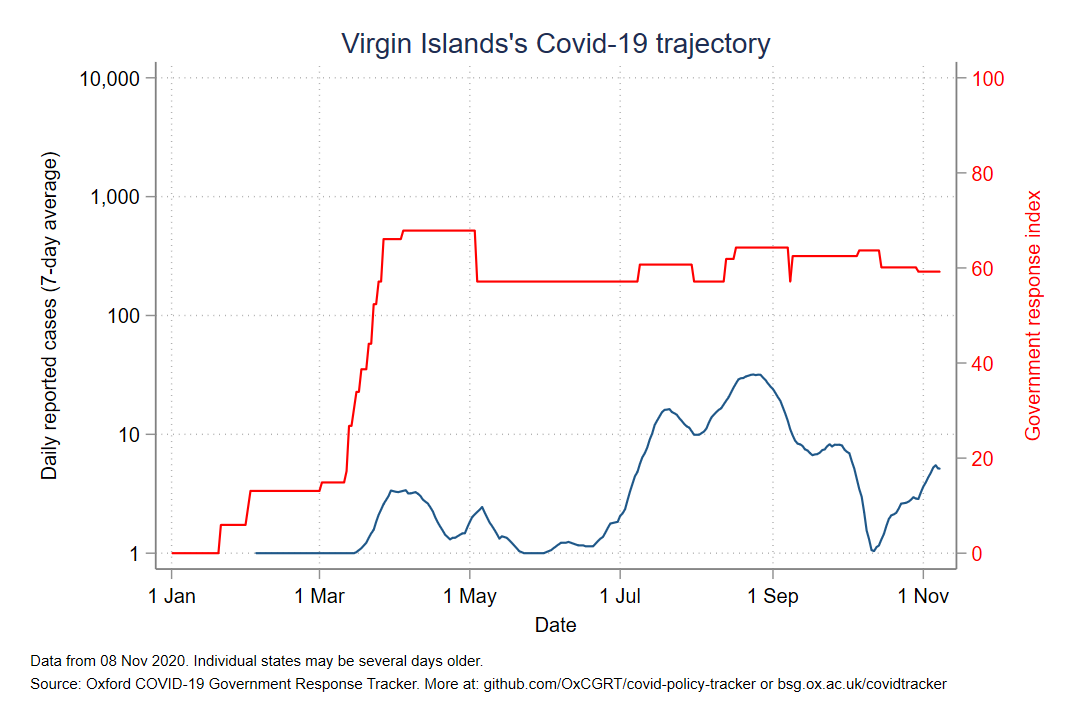 Virgin Islands's Covid-19 trajectory
10,000
1,000
100
10
1
Daily reported cases (7-day average)
100
80
60
40
20
0
Government response index
1 Jan
1 Mar
1 May
1 Jul
1 Sep
1 Nov
Date
Data from 08 Nov 2020. Individual states may be several days older.
Source: Oxford COVID-19 Government Response Tracker. More at: github.com/OxCGRT/covid-policy-tracker or bsg.ox.ac.uk/covidtracker